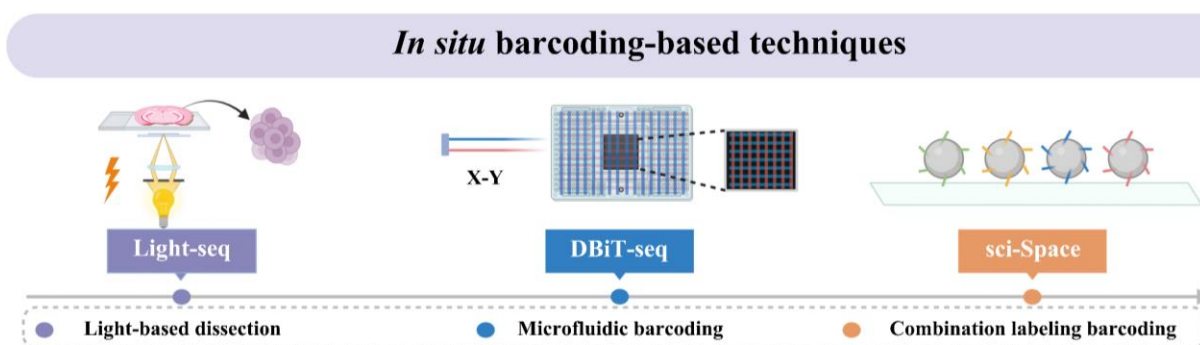 In situ barcoding-based techniques
X-Y
Light-seq
DBiT-seq
sci-Space
Light-based dissection
Microfluidic barcoding
Combination labeling barcoding